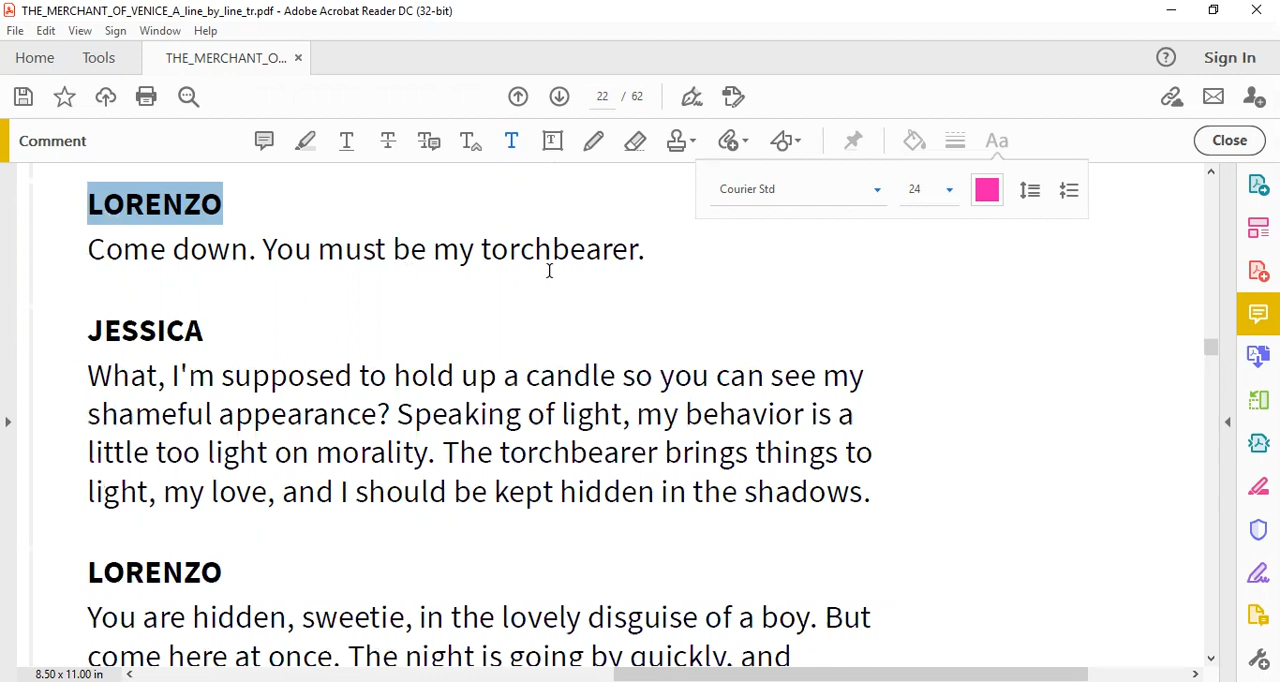 THE_MERCHANT_OF_VENICE_A_line_by_line_tr.pdf - Adobe Acrobat Reader DC (32-bit)
File Edit View Sign Window Help
Home Tools THE_MERCHANT_O... × Sign In
22 / 62
Comment Aa Close
Courier Std 24
LORENZO
Come down. You must be my torchbearer.
JESSICA
What, I'm supposed to hold up a candle so you can see my
shameful appearance? Speaking of light, my behavior is a
little too light on morality. The torchbearer brings things to
light, my love, and I should be kept hidden in the shadows.
LORENZO
You are hidden, sweetie, in the lovely disguise of a boy. But
come here at once. The night is going by quickly, and
8.50 x 11.00 in